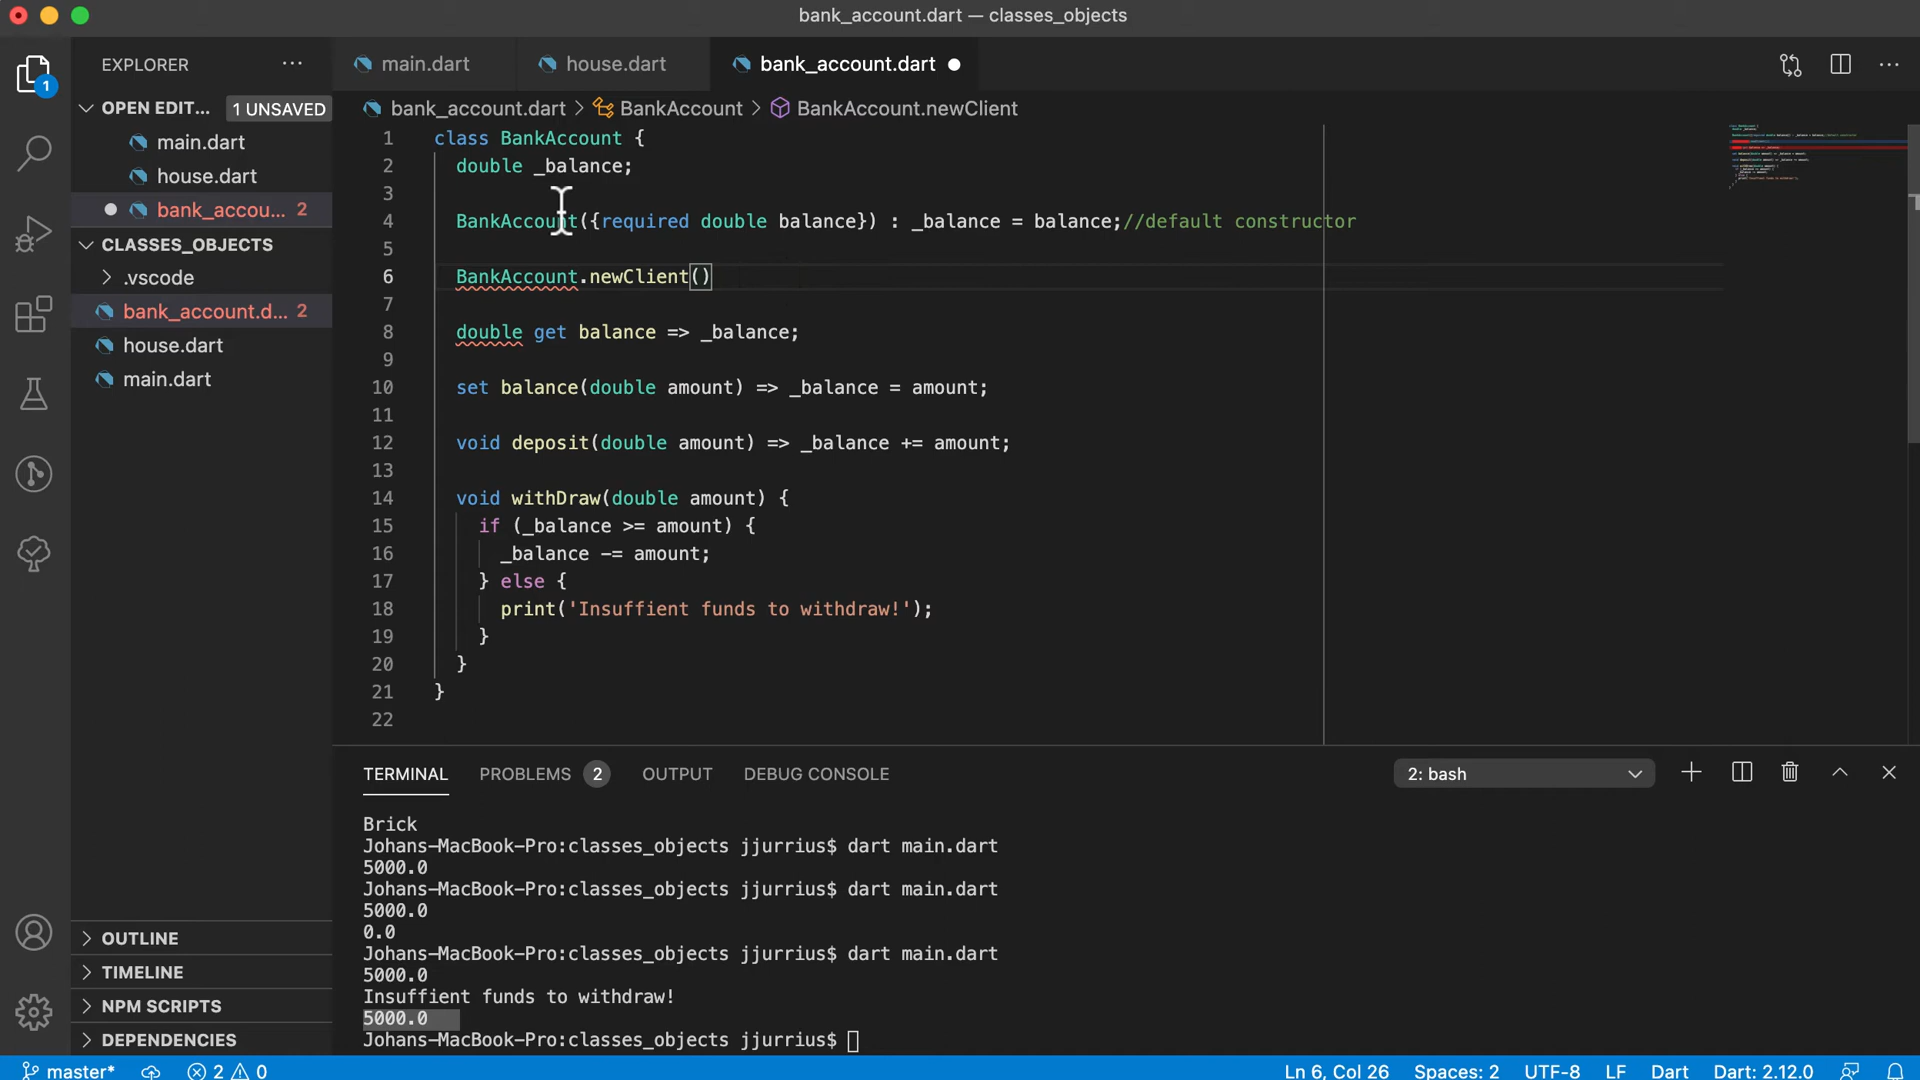 bank_account.dart — classes_objects
EXPLORER
main.dart
house.dart
bank_account.dart
1
OPEN EDIT...
1 UNSAVED
main.dart
house.dart
bank_accou... 2
CLASSES_OBJECTS
.vscode
bank_account.d... 2
house.dart
main.dart
OUTLINE
TIMELINE
NPM SCRIPTS
DEPENDENCIES
bank_account.dart > BankAccount > BankAccount.newClient
1 class BankAccount {
2 double _balance;
3
4 BankAccount({required double balance}) : _balance = balance;//default constructor
5
6 BankAccount.newClient()
7
8 double get balance => _balance;
9
10 set balance(double amount) => _balance = amount;
11
12 void deposit(double amount) => _balance += amount;
13
14 void withDraw(double amount) {
15 if (_balance >= amount) {
16 _balance -= amount;
17 } else {
18 print('Insuffient funds to withdraw!');
19 }
20 }
21 }
22
TERMINAL PROBLEMS 2 OUTPUT DEBUG CONSOLE 2: bash
Brick
Johans-MacBook-Pro:classes_objects jjurrius$ dart main.dart
5000.0
Johans-MacBook-Pro:classes_objects jjurrius$ dart main.dart
5000.0
0.0
Johans-MacBook-Pro:classes_objects jjurrius$ dart main.dart
5000.0
Insuffient funds to withdraw!
5000.0
Johans-MacBook-Pro:classes_objects jjurrius$
master* 2 0 Ln 6, Col 26 Spaces: 2 UTF-8 LF Dart Dart: 2.12.0